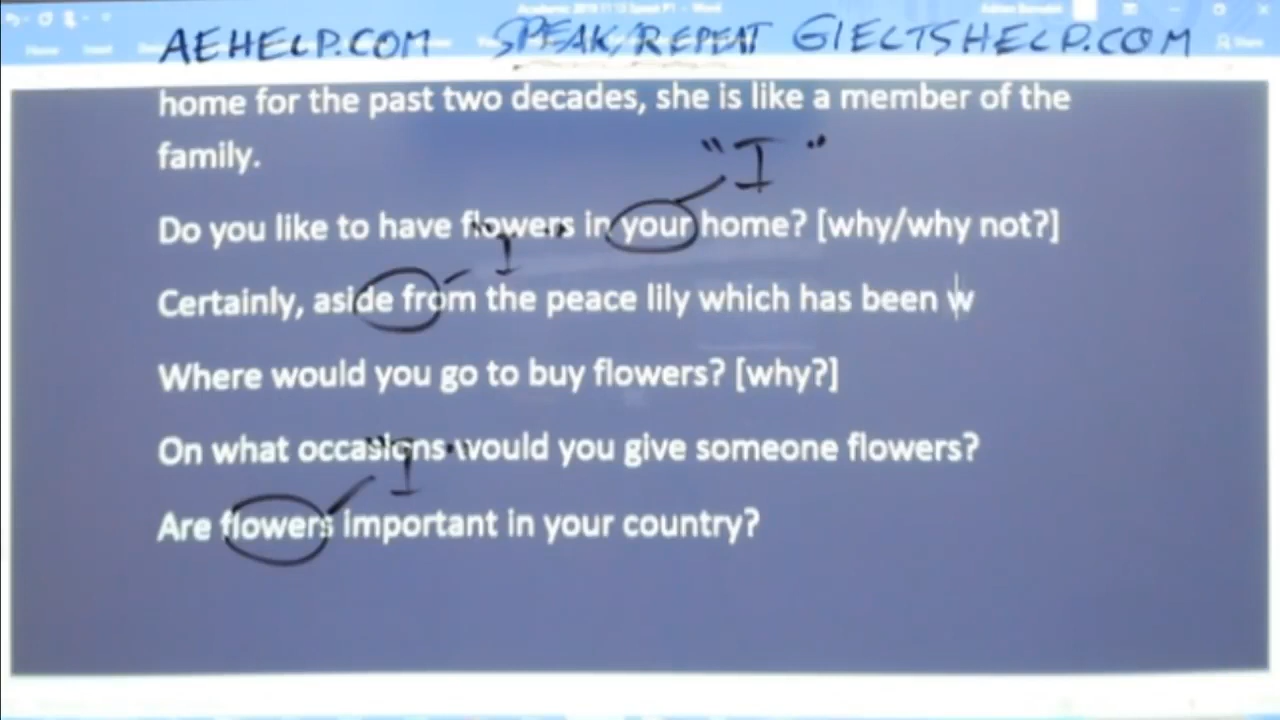 AEHELP.COM SPEAK/REPEAT GIELTSHELP.COM
home for the past two decades, she is like a member of the
family.
"I"
Do you like to have flowers in your home? [why/why not?]
"I"
Certainly, aside from the peace lily which has been w
Where would you go to buy flowers? [why?]
On what occasions would you give someone flowers?
"I"
Are flowers important in your country?